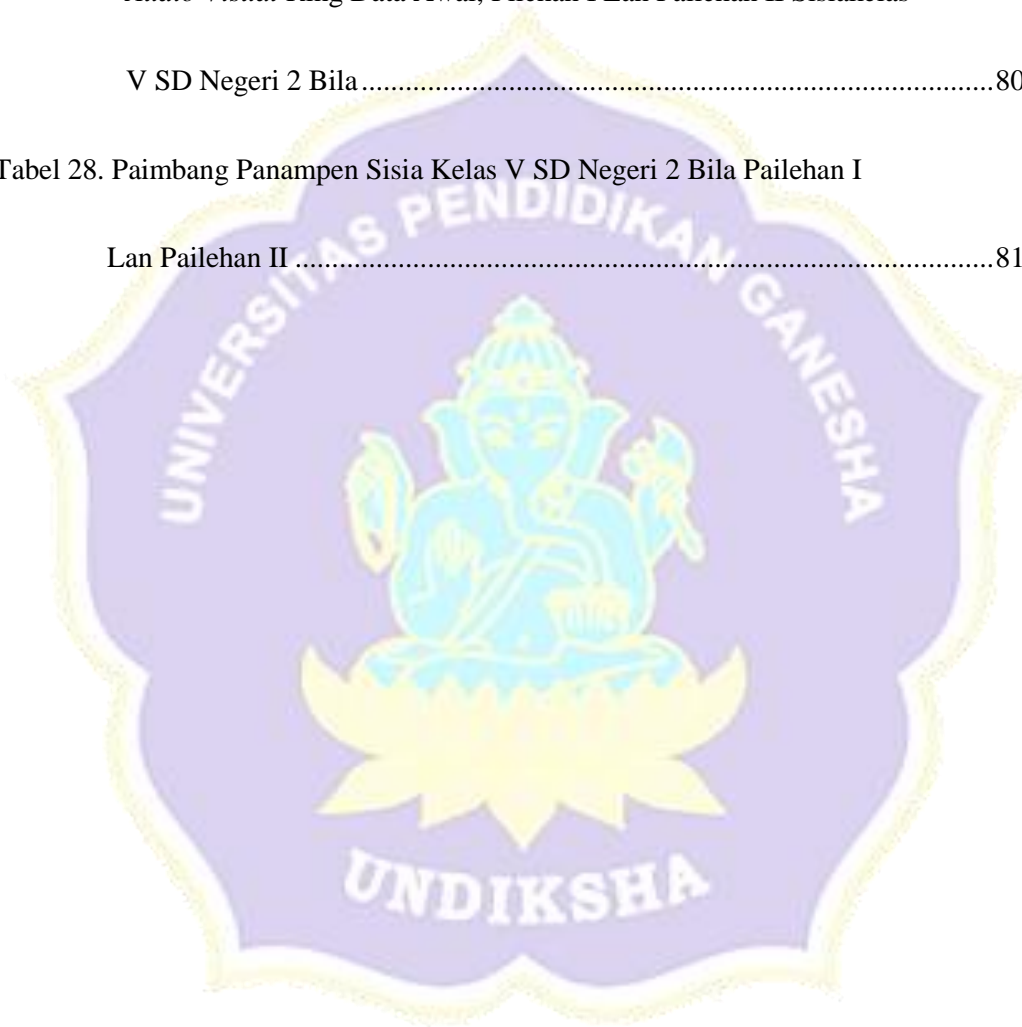 V SD Negeri 2 Bila ...................................................................................... 80
Tabel 28. Paimbang Panampen Sisia Kelas V SD Negeri 2 Bila Pailehan I
Lan Pailehan II .............................................................................................. 81
UNIVERSITAS PENDIDIKAN GANESHA
UNDIKSHA